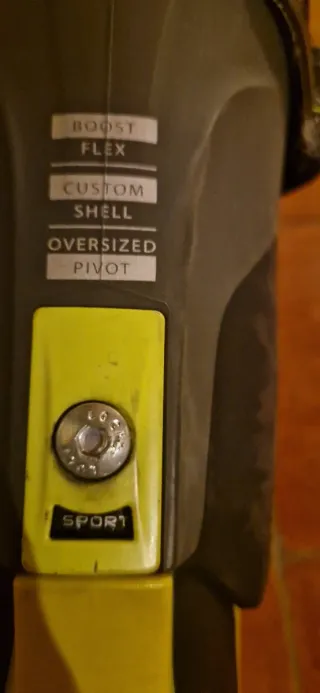 BOOST
FLEX
CUSTOM
SHELL
OVERSIZED
PIVOT
SPORT